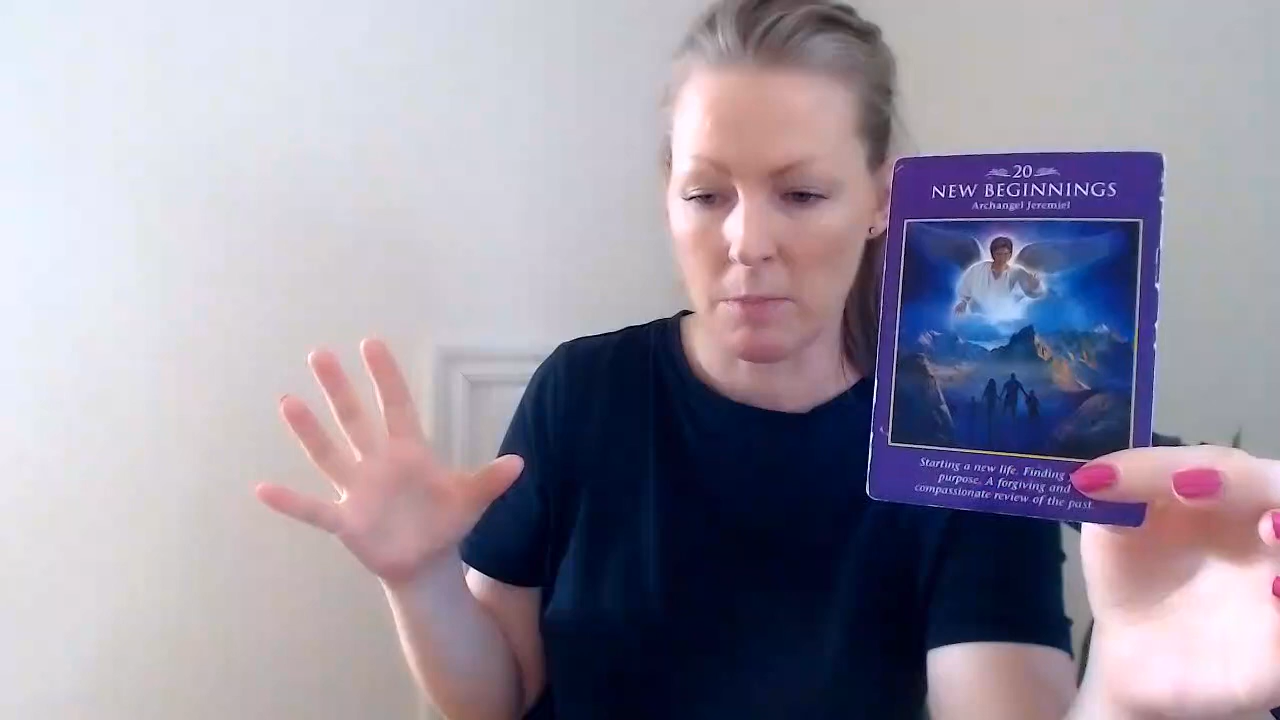 20
NEW BEGINNINGS
Archangel Jeremiel
Starting a new life. Finding
purpose. A forgiving and
compassionate review of the past.